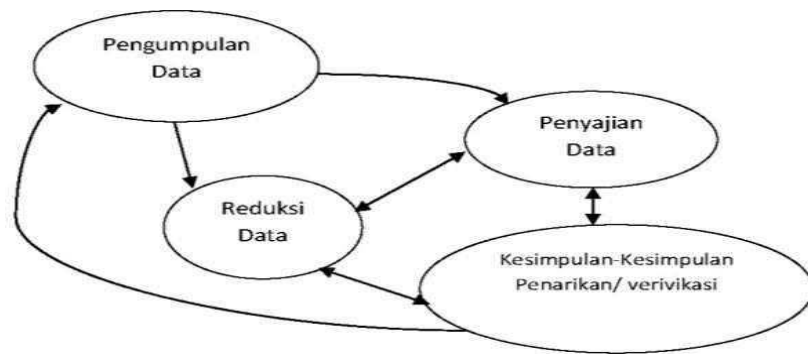 Pengumpulan
Data
Penyajian
Data
Reduksi
Data
Kesimpulan-Kesimpulan
Penarikan/ verivikasi